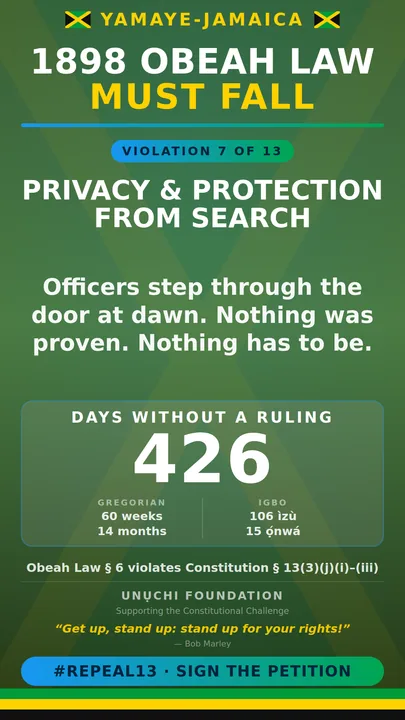 YAMAYE-JAMAICA
1898 OBEAH LAW
MUST FALL
VIOLATION 7 OF 13
PRIVACY & PROTECTION
FROM SEARCH
Officers step through the
door at dawn. Nothing was
proven. Nothing has to be.
DAYS WITHOUT A RULING
426
GREGORIAN
60 weeks
14 months
IGBO
106 ìzù
15 ọ́nwá
Obeah Law § 6 violates Constitution § 13(3)(j)(i)–(iii)
UNỤCHI FOUNDATION
Supporting the Constitutional Challenge
“Get up, stand up: stand up for your rights!”
— Bob Marley
#REPEAL13 · SIGN THE PETITION